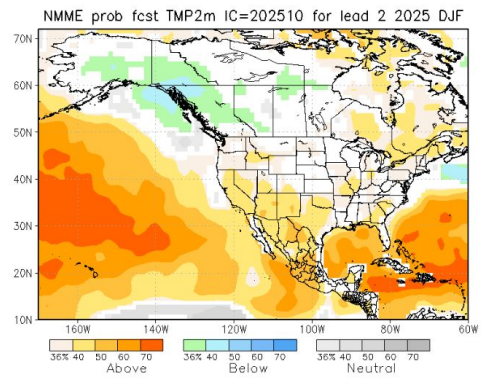 NMME prob fcst TMP2m IC=202510 for lead 2 2025 DJF
70N
60N
50N
40N
30N
20N
10N
160W 140W 120W 100W 80W 60W
36% 40 50 60 70 36% 40 50 60 70 36% 40 50 60 70
Above Below Neutral